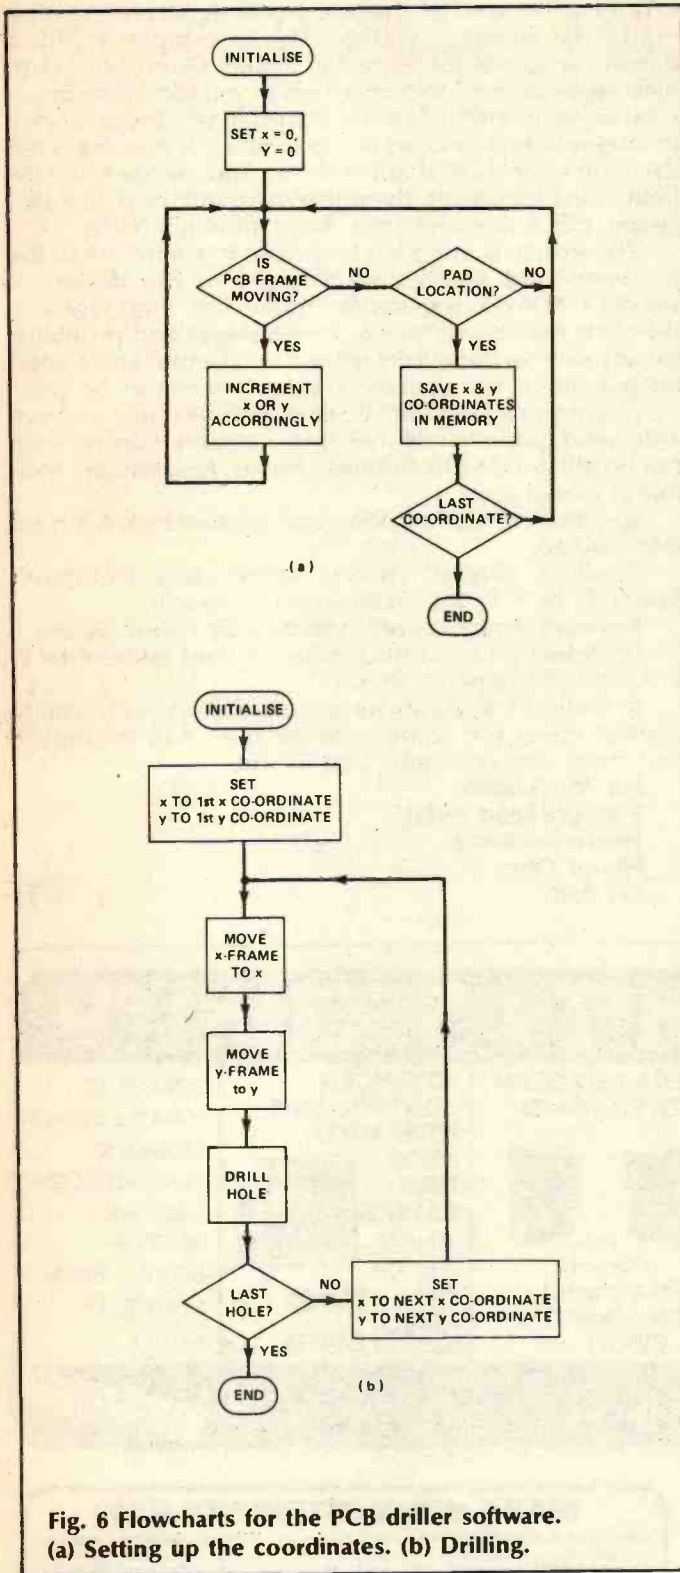 INITIALISE
SET x = 0,
Y = 0
IS
PCB FRAME
MOVING?
NO
PAD
LOCATION?
NO
YES
YES
INCREMENT
x OR y
ACCORDINGLY
SAVE x & y
CO-ORDINATES
IN MEMORY
LAST
CO-ORDINATE?
(a)
END
INITIALISE
SET
x TO 1st x CO-ORDINATE
y TO 1st y CO-ORDINATE
MOVE
x-FRAME
TO x
MOVE
y-FRAME
to y
DRILL
HOLE
LAST
HOLE?
NO
SET
x TO NEXT x CO-ORDINATE
y TO NEXT y CO-ORDINATE
YES
END
(b)
Fig. 6 Flowcharts for the PCB driller software.
(a) Setting up the coordinates. (b) Drilling.